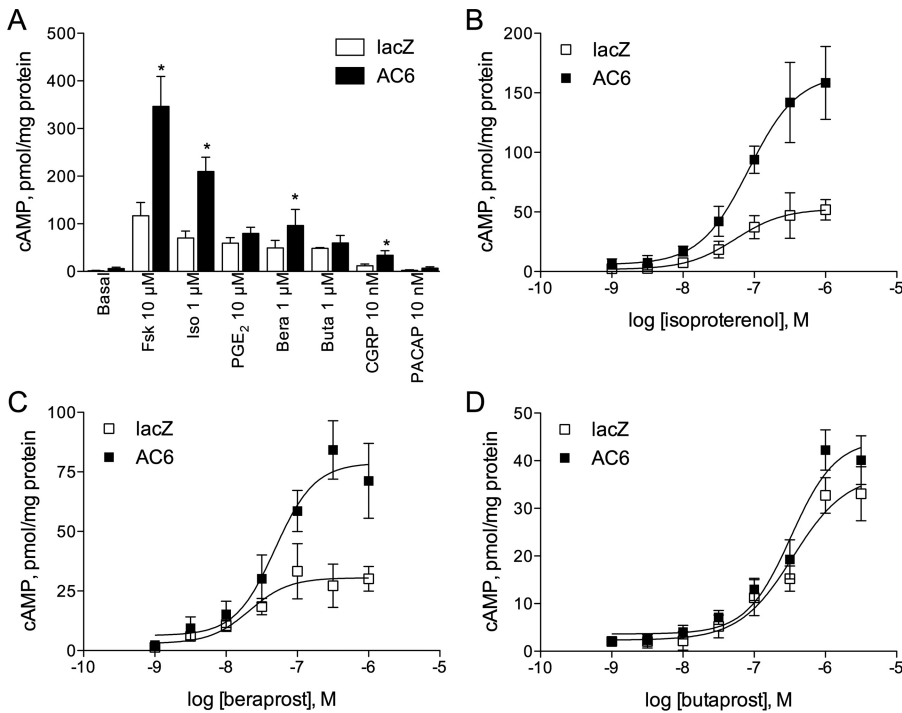 A
cAMP, pmol/mg protein
500
400
300
200
100
0
lacZ
AC6
*
*
*
*
Basal
Fsk 10 µM
Iso 1 µM
PGE2 10 µM
Bera 1 µM
Buta 1 µM
CGRP 10 nM
PACAP 10 nM
B
cAMP, pmol/mg protein
200
150
100
50
0
lacZ
AC6
-10 -9 -8 -7 -6 -5
log [isoproterenol], M
C
cAMP, pmol/mg protein
100
75
50
25
0
lacZ
AC6
-10 -9 -8 -7 -6 -5
log [beraprost], M
D
cAMP, pmol/mg protein
50
40
30
20
10
0
lacZ
AC6
-10 -9 -8 -7 -6 -5
log [butaprost], M